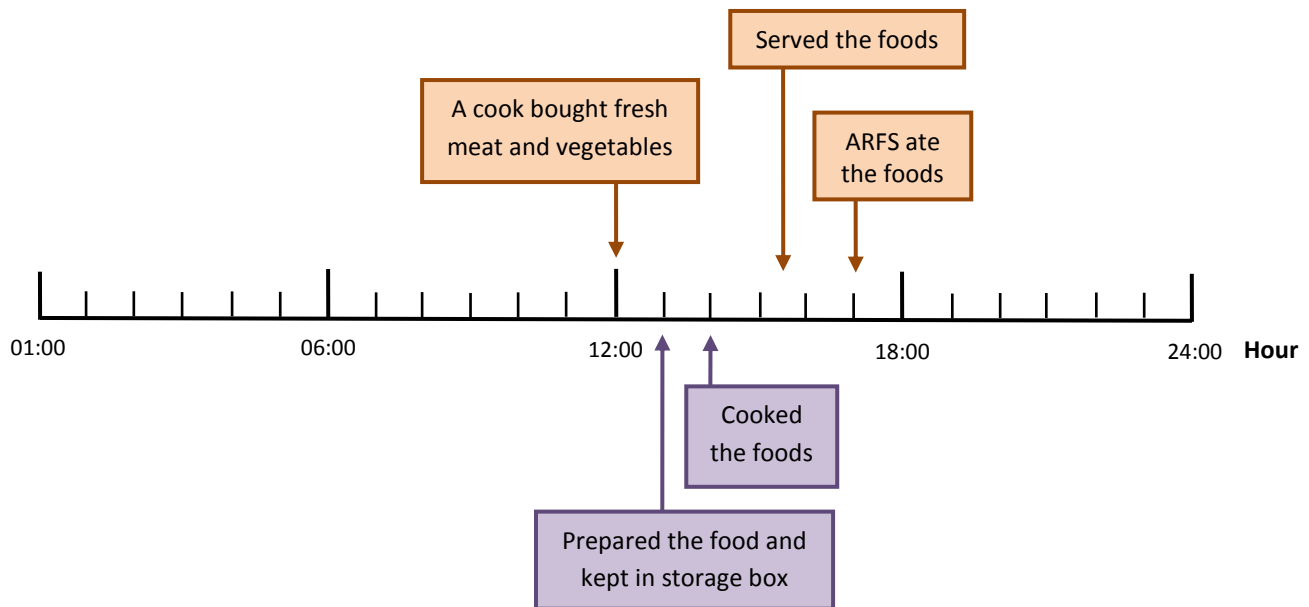 Served the foods
A cook bought fresh
meat and vegetables
ARFS ate
the foods
01:00
06:00
12:00
18:00
24:00
Hour
Cooked
the foods
Prepared the food and
kept in storage box